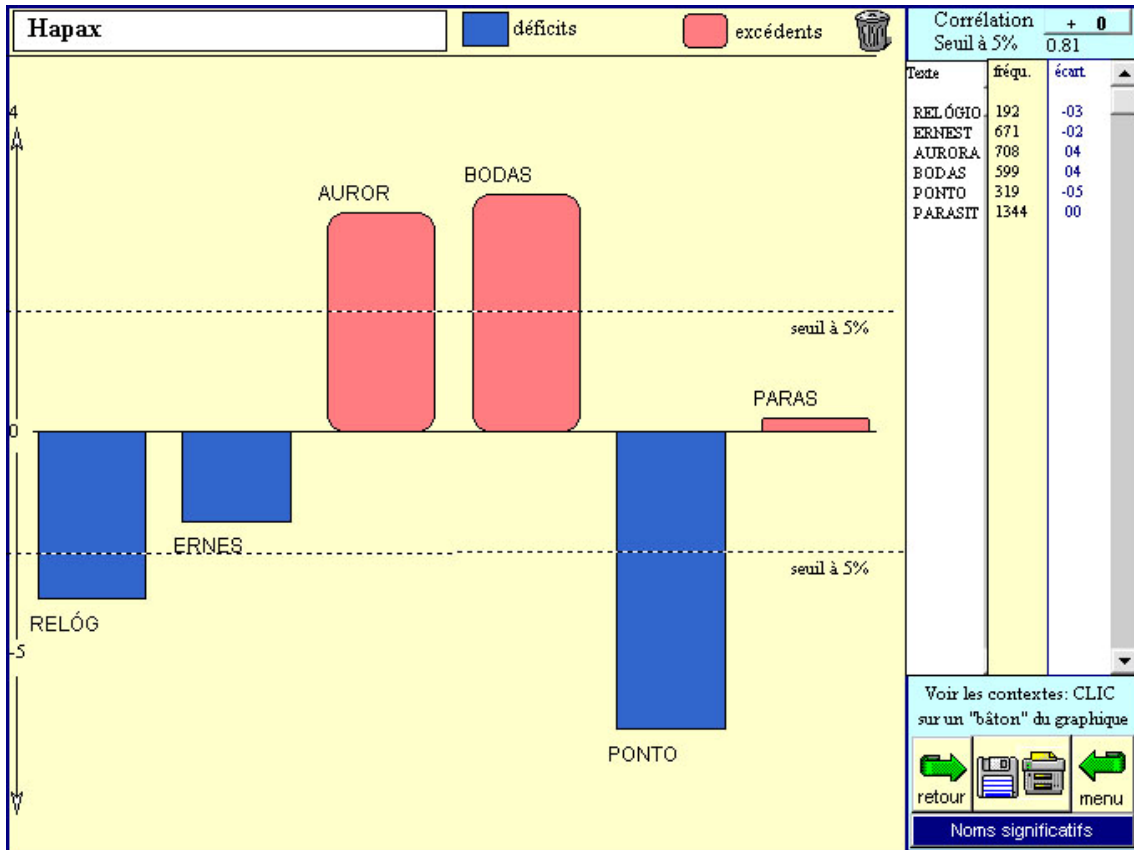 Hapax
déficits
excédents
4
AUROR
BODAS
seuil à 5%
PARAS
0
ERNES
seuil à 5%
RELÓG
-5
PONTO
Corrélation + 0
Seuil à 5% 0.81
Texte fréqu. écart
RELÓGIO 192 -03
ERNEST 671 -02
AURORA 708 04
BODAS 599 04
PONTO 319 -05
PARASIT 1344 00
Voir les contextes: CLIC
sur un "bâton" du graphique
retour
menu
Noms significatifs